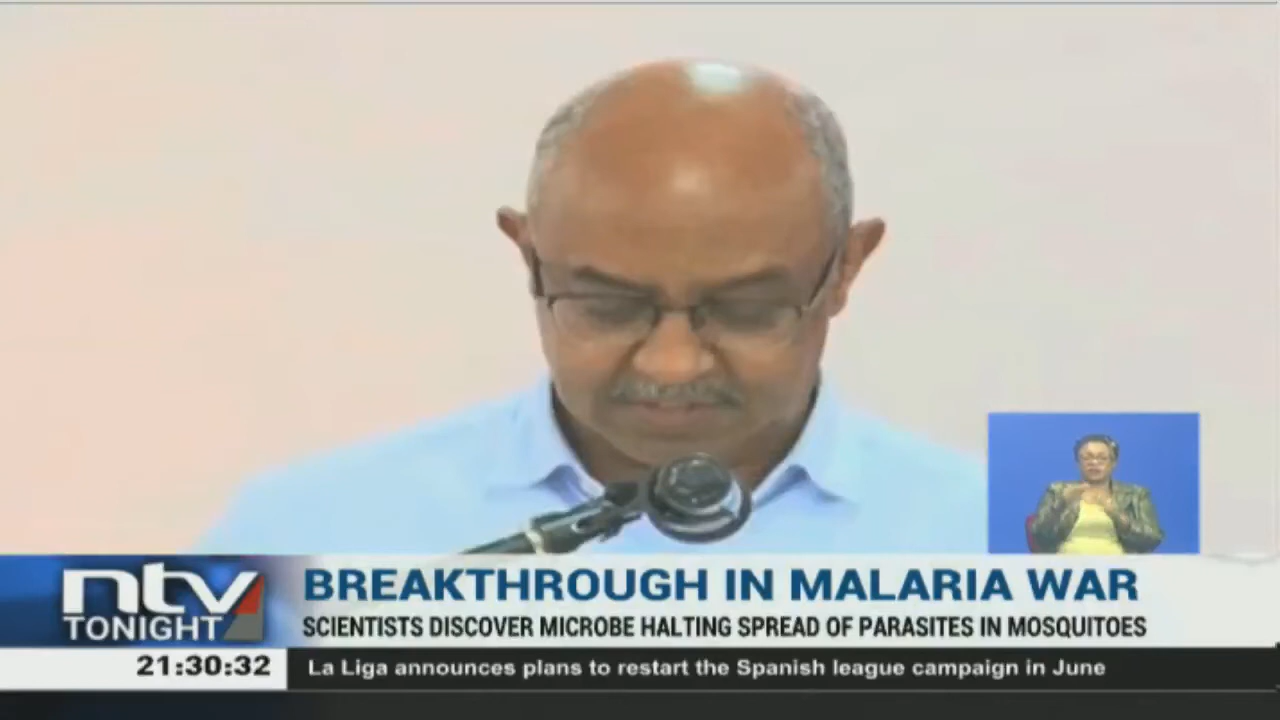 BREAKTHROUGH IN MALARIA WAR
ntv
TONIGHT
SCIENTISTS DISCOVER MICROBE HALTING SPREAD OF PARASITES IN MOSQUITOES
21:30:32
La Liga announces plans to restart the Spanish league campaign in June